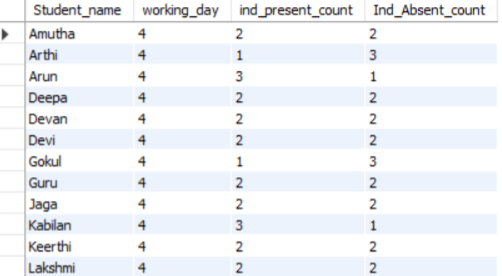 Student_name working_day ind_present_count Ind_Absent_count
Amutha 4 2 2
Arthi 4 1 3
Arun 4 3 1
Deepa 4 2 2
Devan 4 2 2
Devi 4 2 2
Gokul 4 1 3
Guru 4 2 2
Jaga 4 2 2
Kabilan 4 3 1
Keerthi 4 2 2
Lakshmi 4 2 2